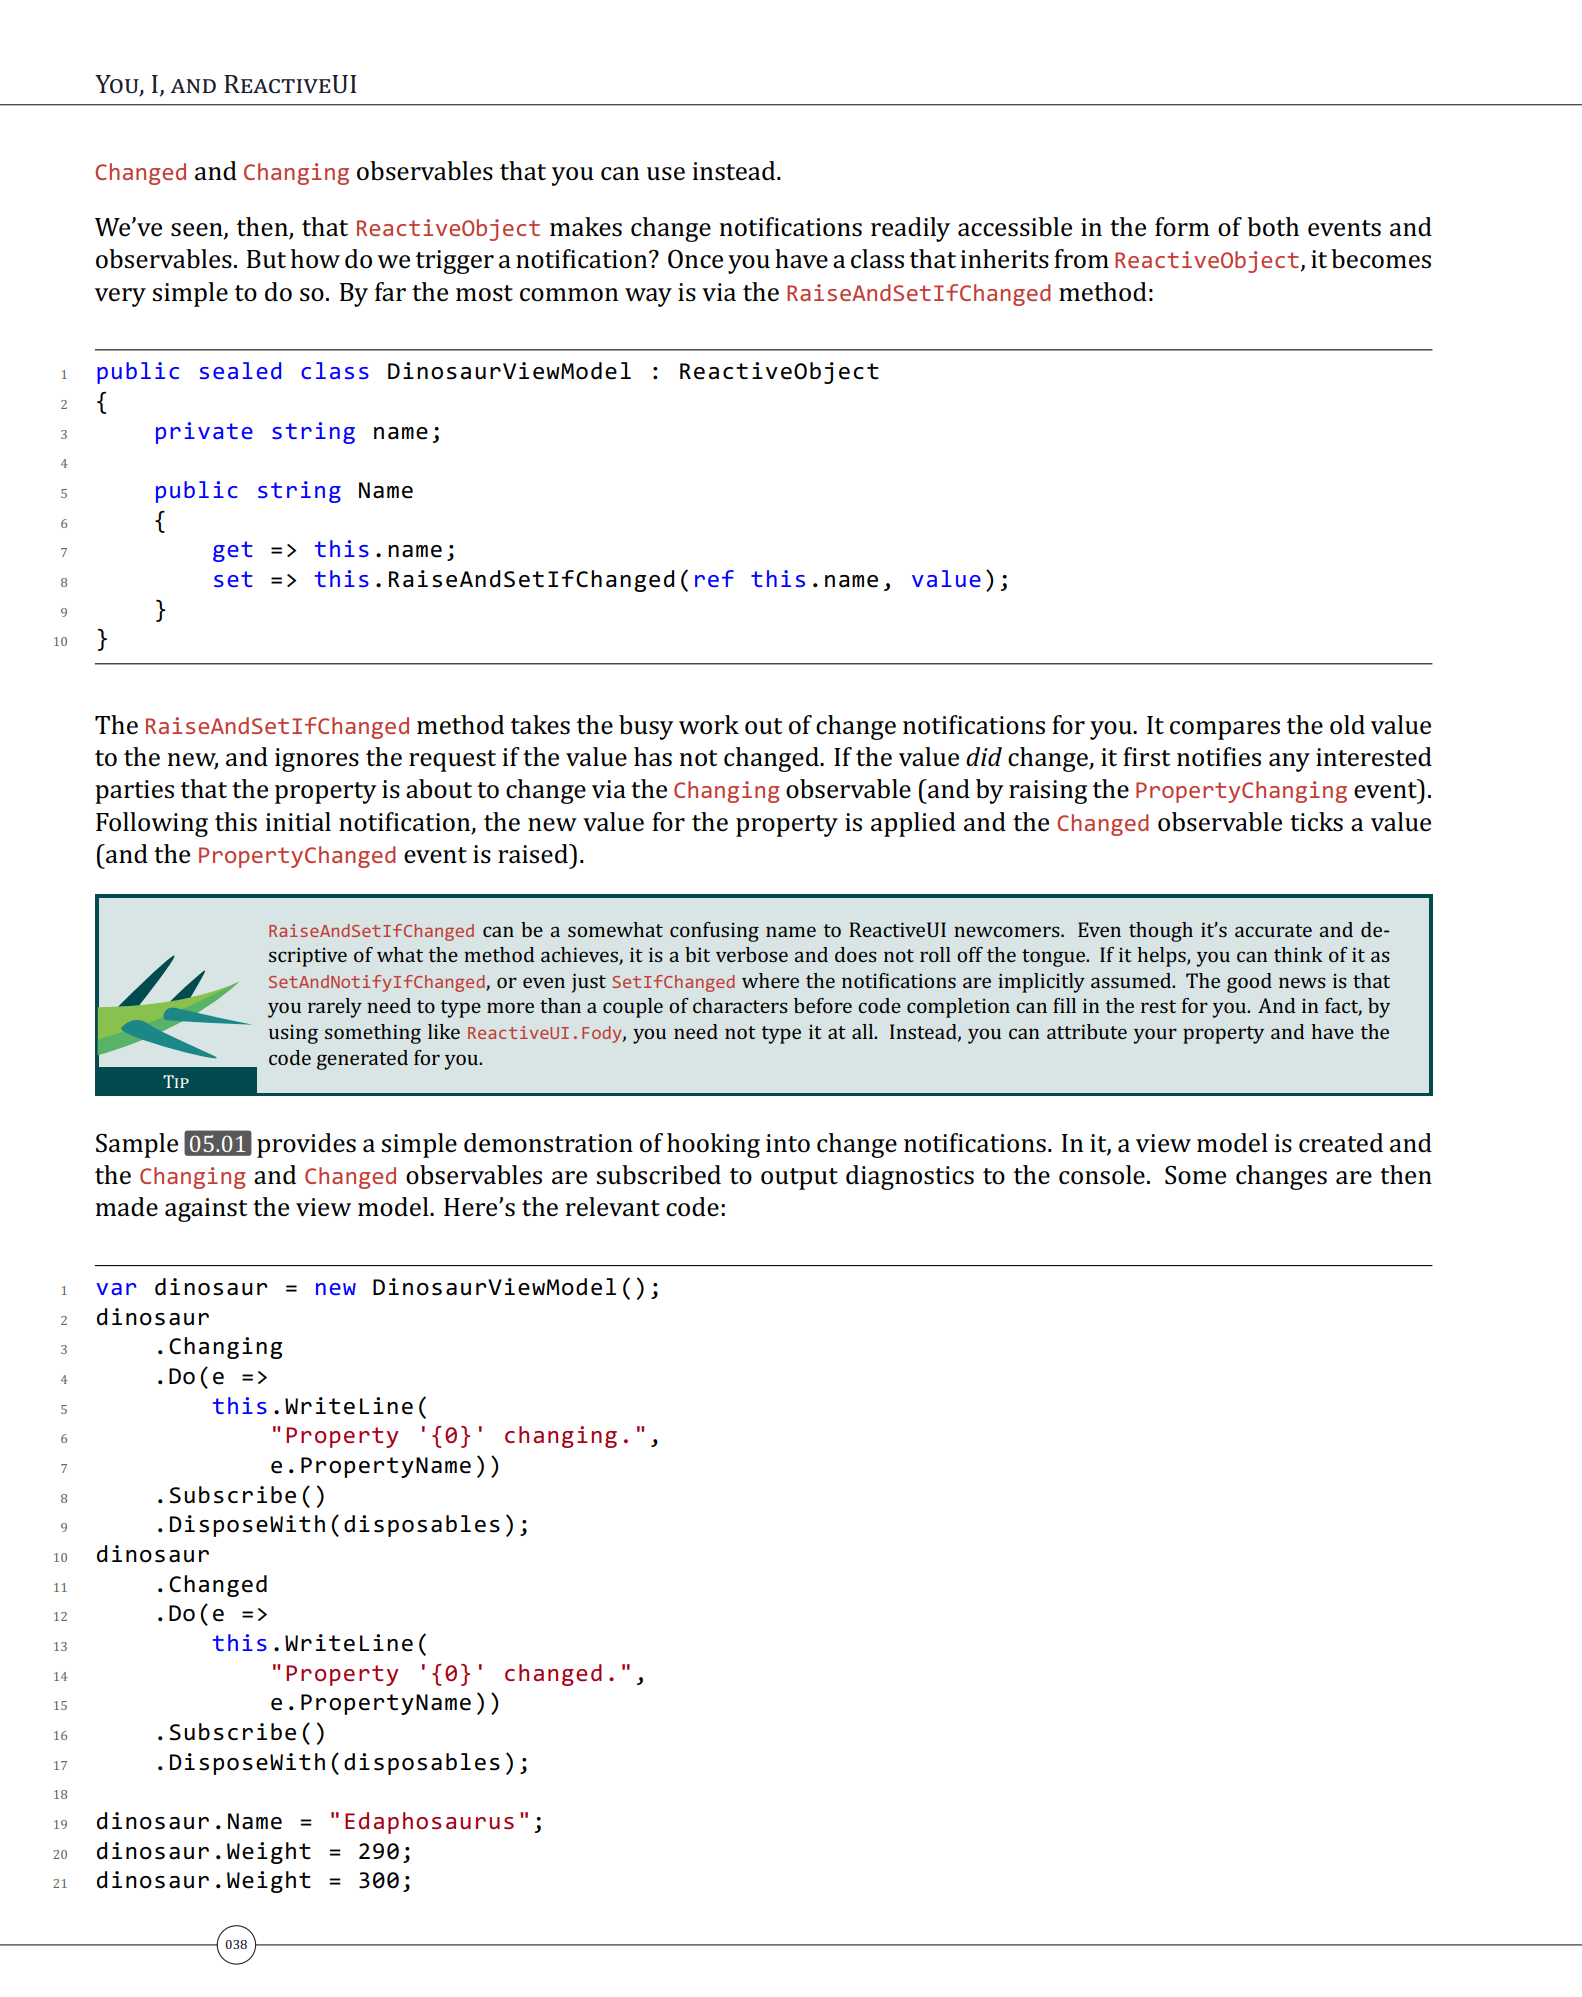 You, I, and ReactiveUI
Changed and Changing observables that you can use instead.
We've seen, then, that ReactiveObject makes change notifications readily accessible in the form of both events and
observables. But how do we trigger a notification? Once you have a class that inherits from ReactiveObject, it becomes
very simple to do so. By far the most common way is via the RaiseAndSetIfChanged method:
1 public sealed class DinosaurViewModel : ReactiveObject
2 {
3     private string name;
4
5     public string Name
6     {
7         get => this.name;
8         set => this.RaiseAndSetIfChanged(ref this.name, value);
9     }
10 }
The RaiseAndSetIfChanged method takes the busy work out of change notifications for you. It compares the old value
to the new, and ignores the request if the value has not changed. If the value did change, it first notifies any interested
parties that the property is about to change via the Changing observable (and by raising the PropertyChanging event).
Following this initial notification, the new value for the property is applied and the Changed observable ticks a value
(and the PropertyChanged event is raised).
RaiseAndSetIfChanged can be a somewhat confusing name to ReactiveUI newcomers. Even though it's accurate and de-
scriptive of what the method achieves, it is a bit verbose and does not roll off the tongue. If it helps, you can think of it as
SetAndNotifyIfChanged, or even just SetIfChanged where the notifications are implicitly assumed. The good news is that
you rarely need to type more than a couple of characters before code completion can fill in the rest for you. And in fact, by
using something like ReactiveUI.Fody, you need not type it at all. Instead, you can attribute your property and have the
code generated for you.
Tip
Sample 05.01 provides a simple demonstration of hooking into change notifications. In it, a view model is created and
the Changing and Changed observables are subscribed to output diagnostics to the console. Some changes are then
made against the view model. Here's the relevant code:
1 var dinosaur = new DinosaurViewModel();
2 dinosaur
3     .Changing
4     .Do(e =>
5         this.WriteLine(
6             "Property '{0}' changing.",
7             e.PropertyName))
8     .Subscribe()
9     .DisposeWith(disposables);
10 dinosaur
11     .Changed
12     .Do(e =>
13         this.WriteLine(
14             "Property '{0}' changed.",
15             e.PropertyName))
16     .Subscribe()
17     .DisposeWith(disposables);
18
19 dinosaur.Name = "Edaphosaurus";
20 dinosaur.Weight = 290;
21 dinosaur.Weight = 300;
038